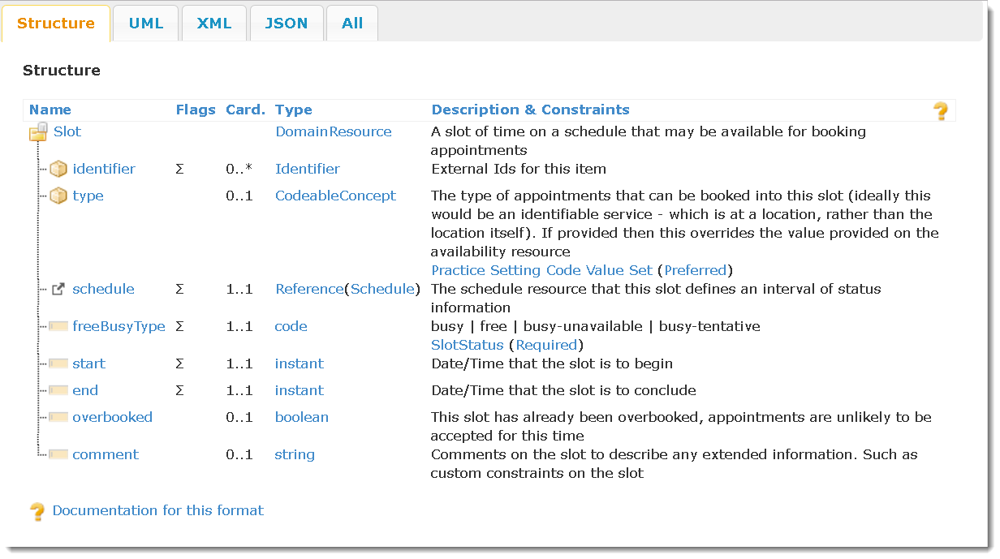 Structure UML XML JSON All
Structure
Name Flags Card. Type Description & Constraints
Slot DomainResource A slot of time on a schedule that may be available for booking
appointments
identifier Σ 0..* Identifier External Ids for this item
type 0..1 CodeableConcept The type of appointments that can be booked into this slot (ideally this
would be an identifiable service - which is at a location, rather than the
location itself). If provided then this overrides the value provided on the
availability resource
Practice Setting Code Value Set (Preferred)
schedule Σ 1..1 Reference(Schedule) The schedule resource that this slot defines an interval of status
information
freeBusyType Σ 1..1 code busy | free | busy-unavailable | busy-tentative
SlotStatus (Required)
start Σ 1..1 instant Date/Time that the slot is to begin
end Σ 1..1 instant Date/Time that the slot is to conclude
overbooked 0..1 boolean This slot has already been overbooked, appointments are unlikely to be
accepted for this time
comment 0..1 string Comments on the slot to describe any extended information. Such as
custom constraints on the slot
Documentation for this format